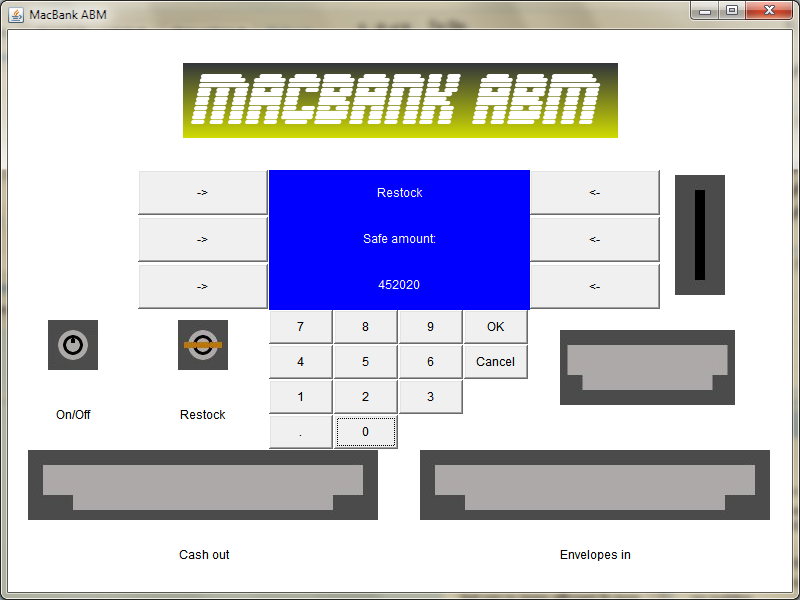 MacBank ABM
MACBANK ABM
-> Restock <-
-> Safe amount: <-
-> 452020 <-
7 8 9 OK
4 5 6 Cancel
1 2 3
. 0
On/Off
Restock
Cash out
Envelopes in